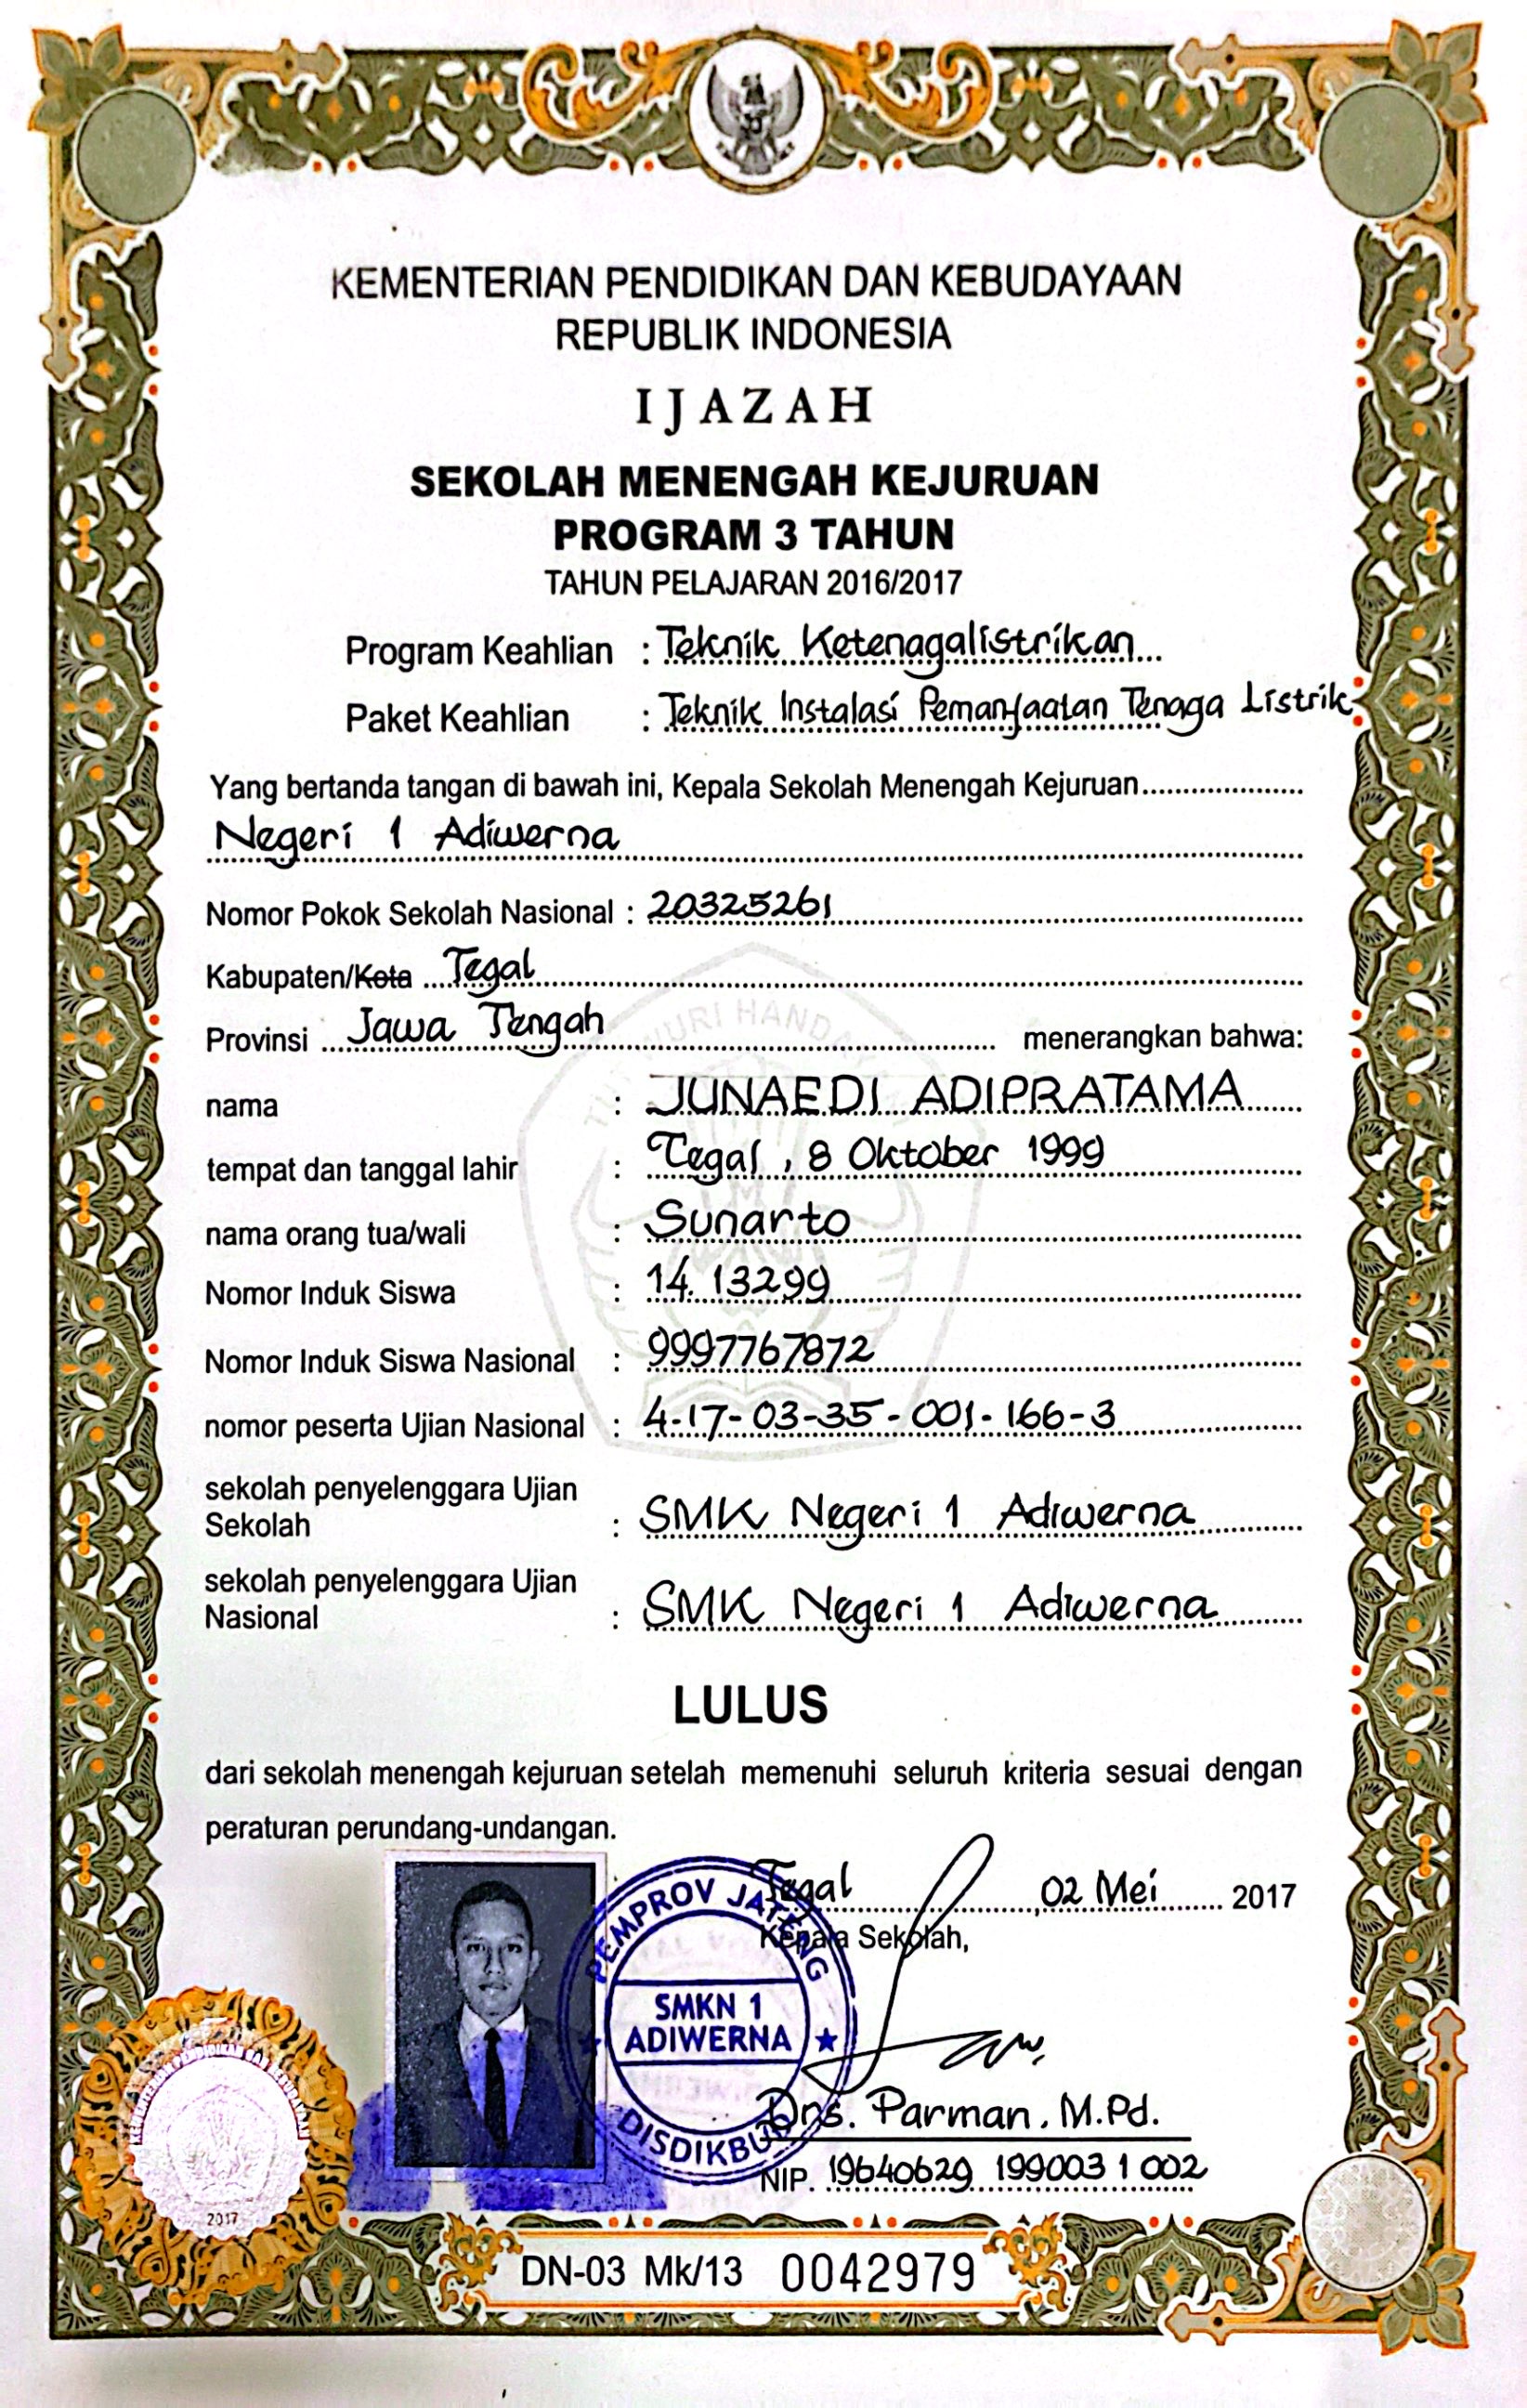 KEMENTERIAN PENDIDIKAN DAN KEBUDAYAAN
REPUBLIK INDONESIA
IJAZAH
SEKOLAH MENENGAH KEJURUAN
PROGRAM 3 TAHUN
TAHUN PELAJARAN 2016/2017
Program Keahlian : Teknik Ketenagalistrikan
Paket Keahlian : Teknik Instalasi Pemanfaatan Tenaga Listrik
Yang bertanda tangan di bawah ini, Kepala Sekolah Menengah Kejuruan
Negeri 1 Adiwerna
Nomor Pokok Sekolah Nasional : 20325261
Kabupaten/Kota Tegal
Provinsi Jawa Tengah menerangkan bahwa:
nama : JUNAEDI ADIPRATAMA
tempat dan tanggal lahir : Tegal, 8 Oktober 1999
nama orang tua/wali : Sunarto
Nomor Induk Siswa : 14. 13299
Nomor Induk Siswa Nasional : 9997767872
nomor peserta Ujian Nasional : 4-17-03-35-001-166-3
sekolah penyelenggara Ujian
Sekolah : SMK Negeri 1 Adiwerna
sekolah penyelenggara Ujian
Nasional : SMK Negeri 1 Adiwerna
LULUS
dari sekolah menengah kejuruan setelah memenuhi seluruh kriteria sesuai dengan
peraturan perundang-undangan.
Tegal, 02 Mei 2017
Kepala Sekolah,
PEMPROV JATENG
SMKN 1
ADIWERNA
DISDIKBUD
Drs. Parman, M.Pd.
NIP. 19640629 199003 1 002
KEMENTERIAN PENDIDIKAN DAN KEBUDAYAAN
2017
DN-03 Mk/13 0042979